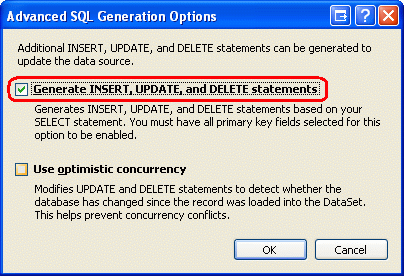 Advanced SQL Generation Options
Additional INSERT, UPDATE, and DELETE statements can be generated to
update the data source.
Generate INSERT, UPDATE, and DELETE statements
Generates INSERT, UPDATE, and DELETE statements based on your
SELECT statement. You must have all primary key fields selected for this
option to be enabled.
Use optimistic concurrency
Modifies UPDATE and DELETE statements to detect whether the
database has changed since the record was loaded into the DataSet.
This helps prevent concurrency conflicts.
OK Cancel